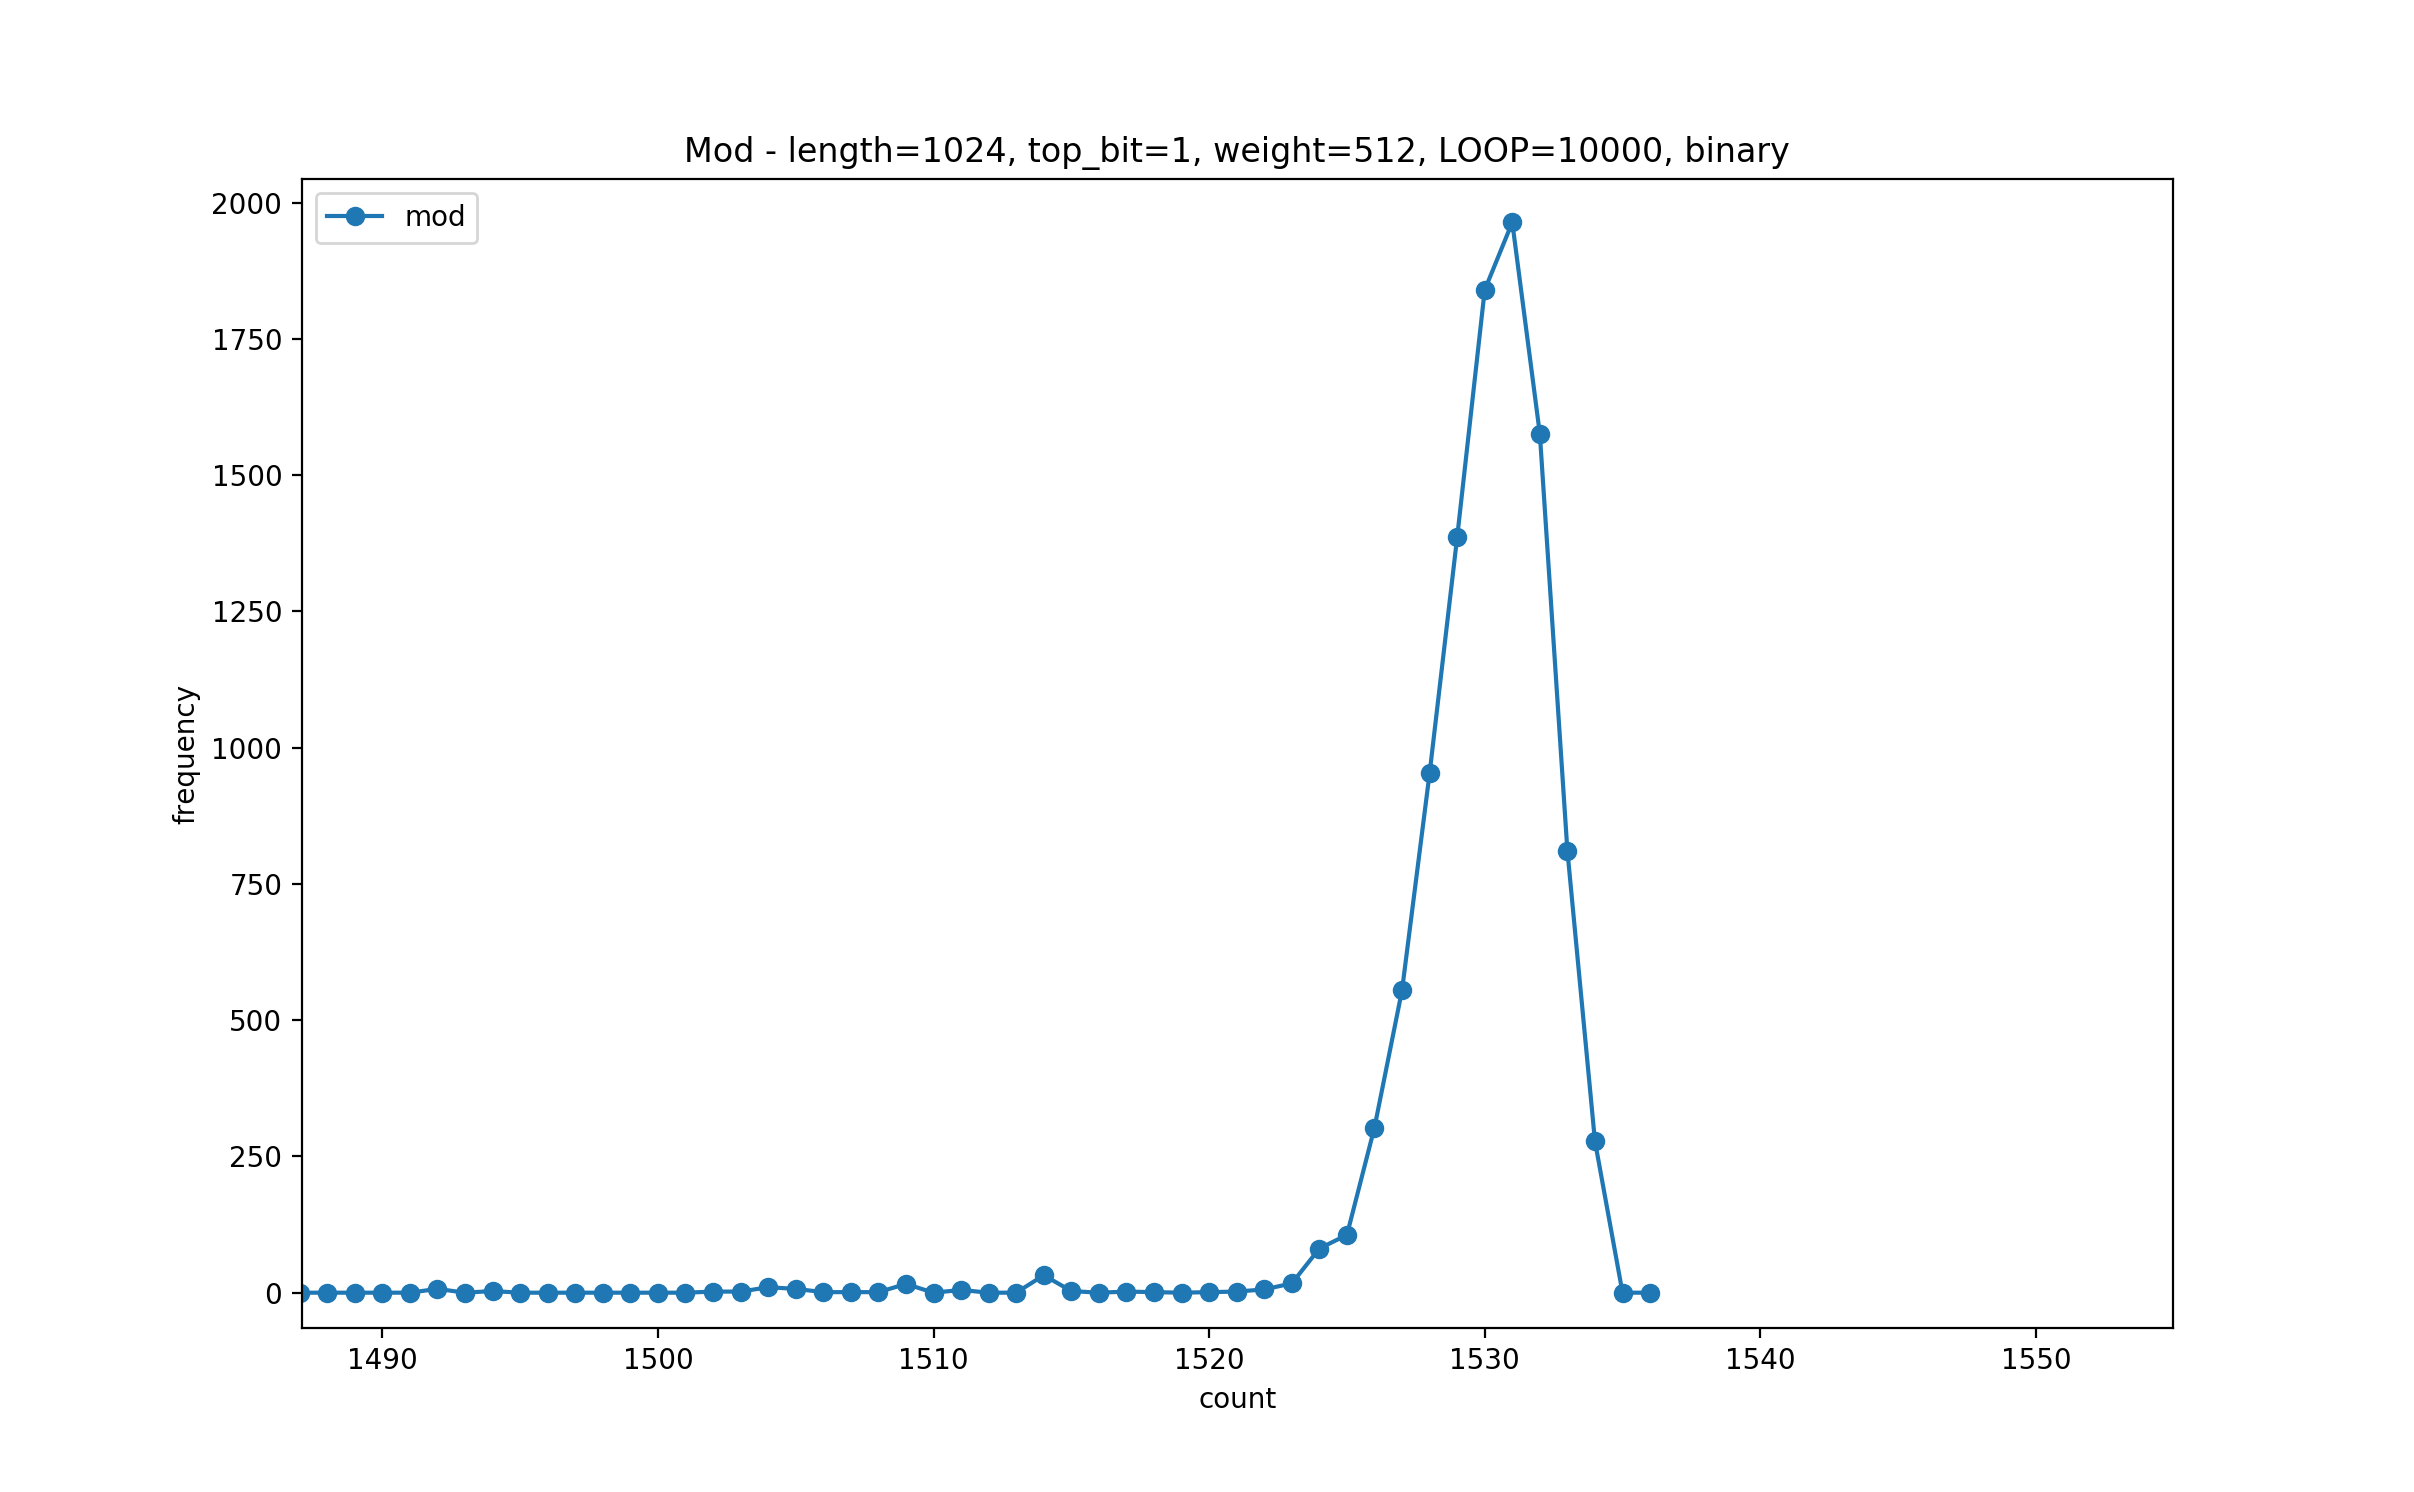 Mod - length=1024, top_bit=1, weight=512, LOOP=10000, binary
mod
2000
1750
1500
1250
1000
750
500
250
0
frequency
1490 1500 1510 1520 1530 1540 1550
count